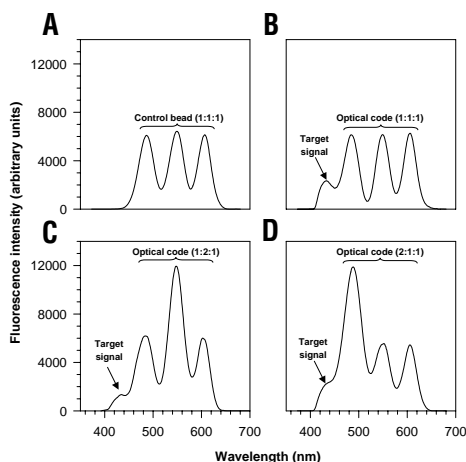 A
B
Fluorescence intensity (arbitrary units)
12000
8000
4000
0
Control bead (1:1:1)
Optical code (1:1:1)
Target
signal
C
D
12000
8000
4000
0
Optical code (1:2:1)
Target
signal
Optical code (2:1:1)
Target
signal
400 500 600 700
400 500 600 700
Wavelength (nm)